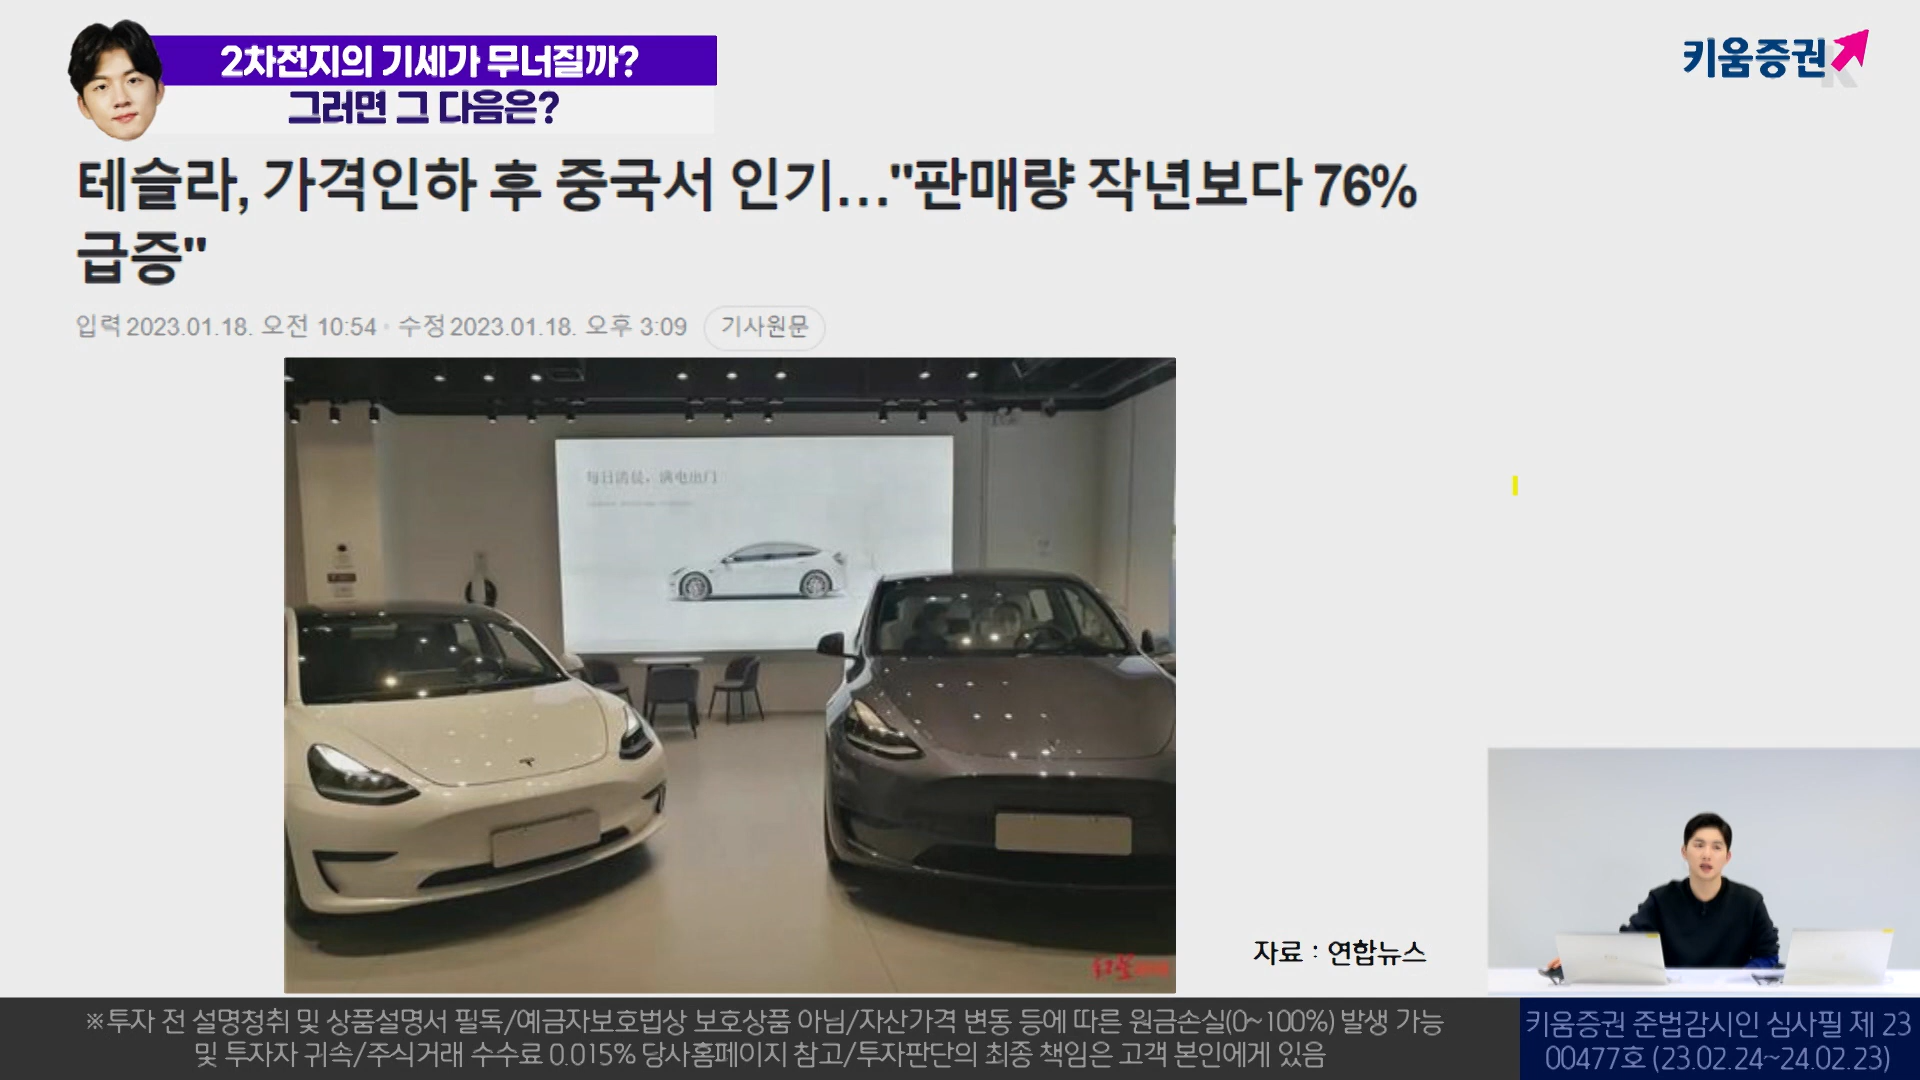 2차전지의 기세가 무너질까?
그러면 그 다음은?
키움증권
테슬라, 가격인하 후 중국서 인기..."판매량 작년보다 76%
급증"
입력 2023.01.18. 오전 10:54 · 수정 2023.01.18. 오후 3:09 기사원문
每日清晨，满电出门
자료 : 연합뉴스
※투자 전 설명청취 및 상품설명서 필독/예금자보호법상 보호상품 아님/자산가격 변동 등에 따른 원금손실(0~100%) 발생 가능
및 투자자 귀속/주식거래 수수료 0.015% 당사홈페이지 참고/투자판단의 최종 책임은 고객 본인에게 있음
키움증권 준법감시인 심사필 제 23
00477호 (23.02.24~24.02.23)